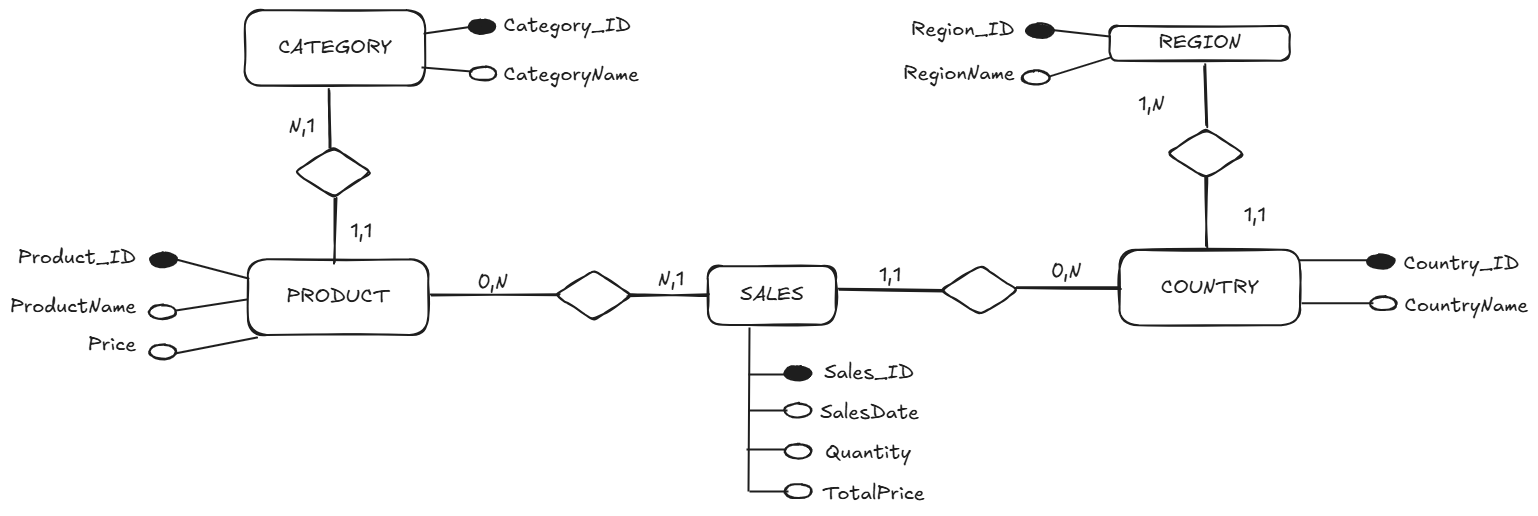 CATEGORY
Category_ID
CategoryName
Region_ID
RegionName
REGION
N,1
1,N
1,1
1,1
Product_ID
ProductName
Price
PRODUCT
0,N
N,1
SALES
1,1
0,N
COUNTRY
Country_ID
CountryName
Sales_ID
SalesDate
Quantity
TotalPrice